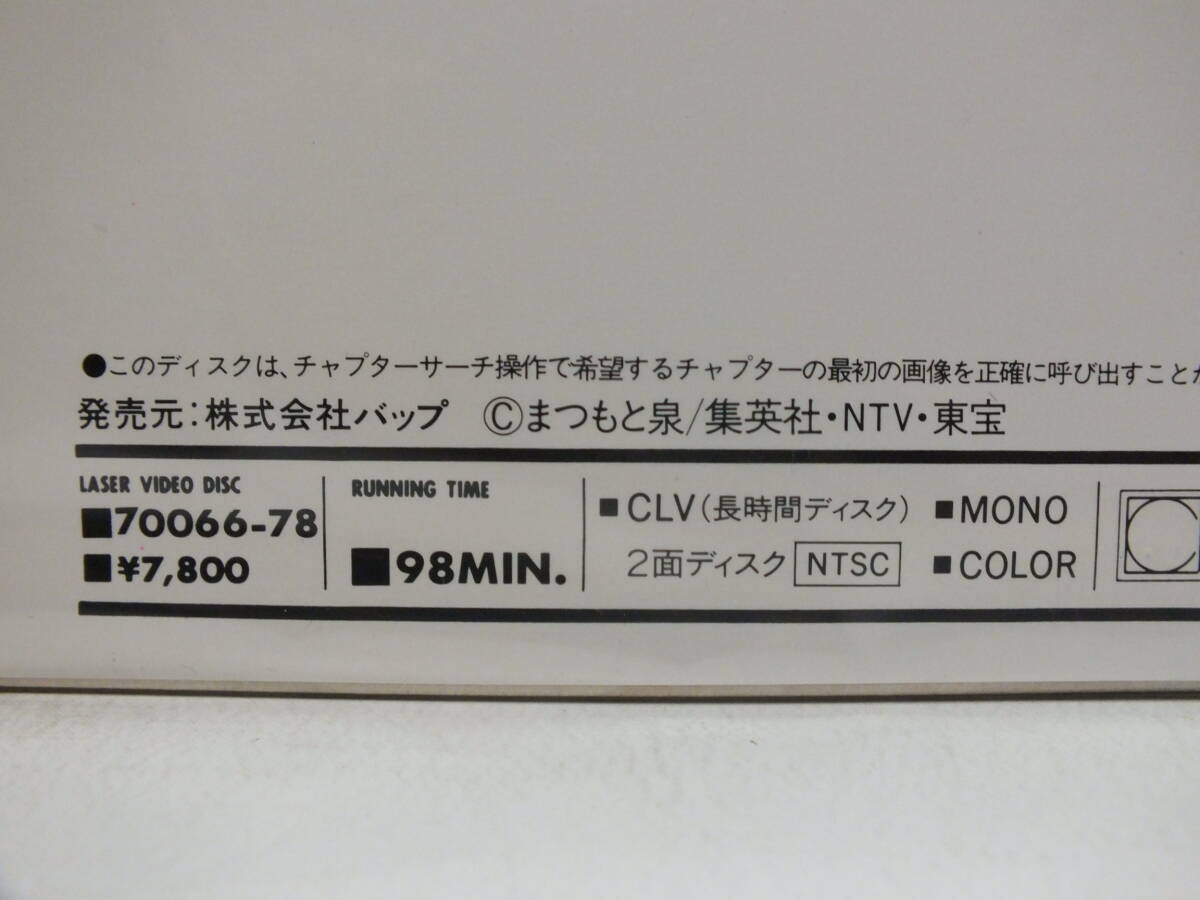 ●このディスクは、チャプターサーチ操作で希望するチャプターの最初の画像を正確に呼び出すことが
発売元:株式会社バップ Ⓒまつもと泉/集英社・NTV・東宝
LASER VIDEO DISC
■70066-78
■¥7,800
RUNNING TIME
■98MIN.
■CLV(長時間ディスク)
2面ディスク NTSC
■MONO
■COLOR